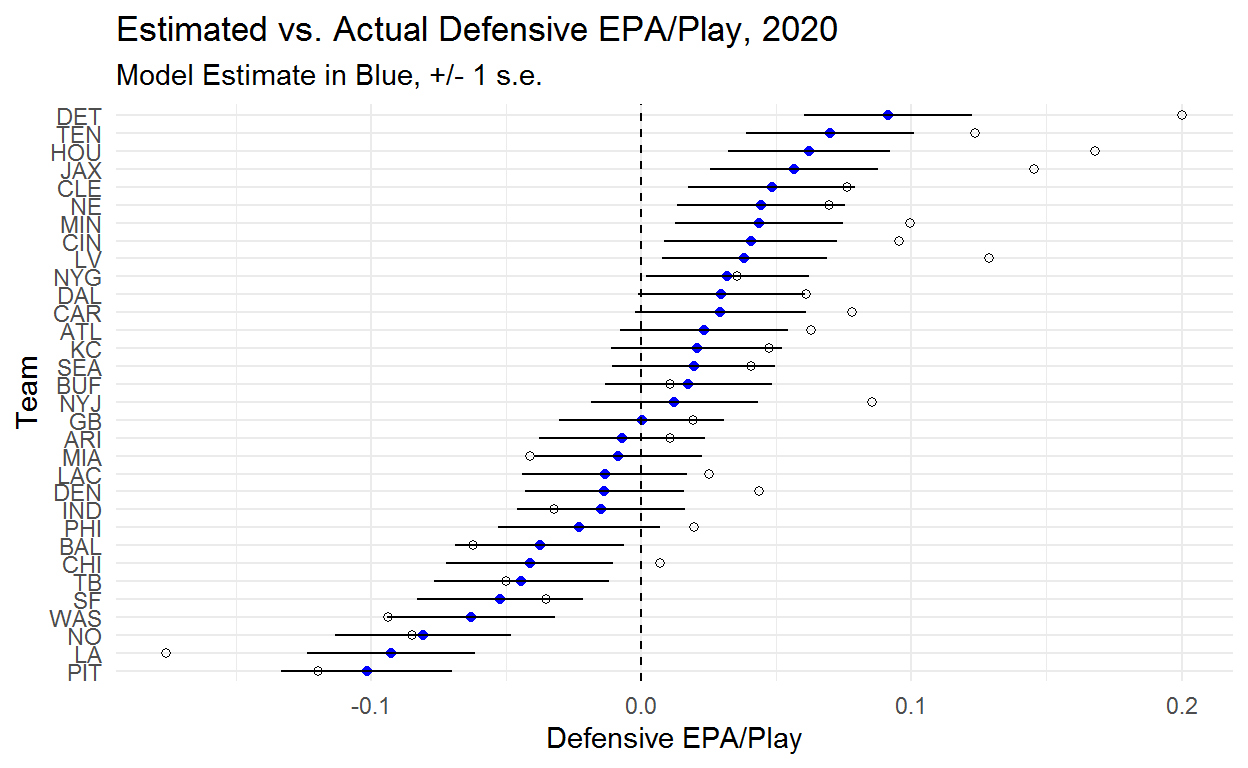 Estimated vs. Actual Defensive EPA/Play, 2020
Model Estimate in Blue, +/- 1 s.e.
Team
DET
TEN
HOU
JAX
CLE
NE
MIN
CIN
LV
NYG
DAL
CAR
ATL
KC
SEA
BUF
NYJ
GB
ARI
MIA
LAC
DEN
IND
PHI
BAL
CHI
TB
SF
WAS
NO
LA
PIT
-0.1 0.0 0.1 0.2
Defensive EPA/Play